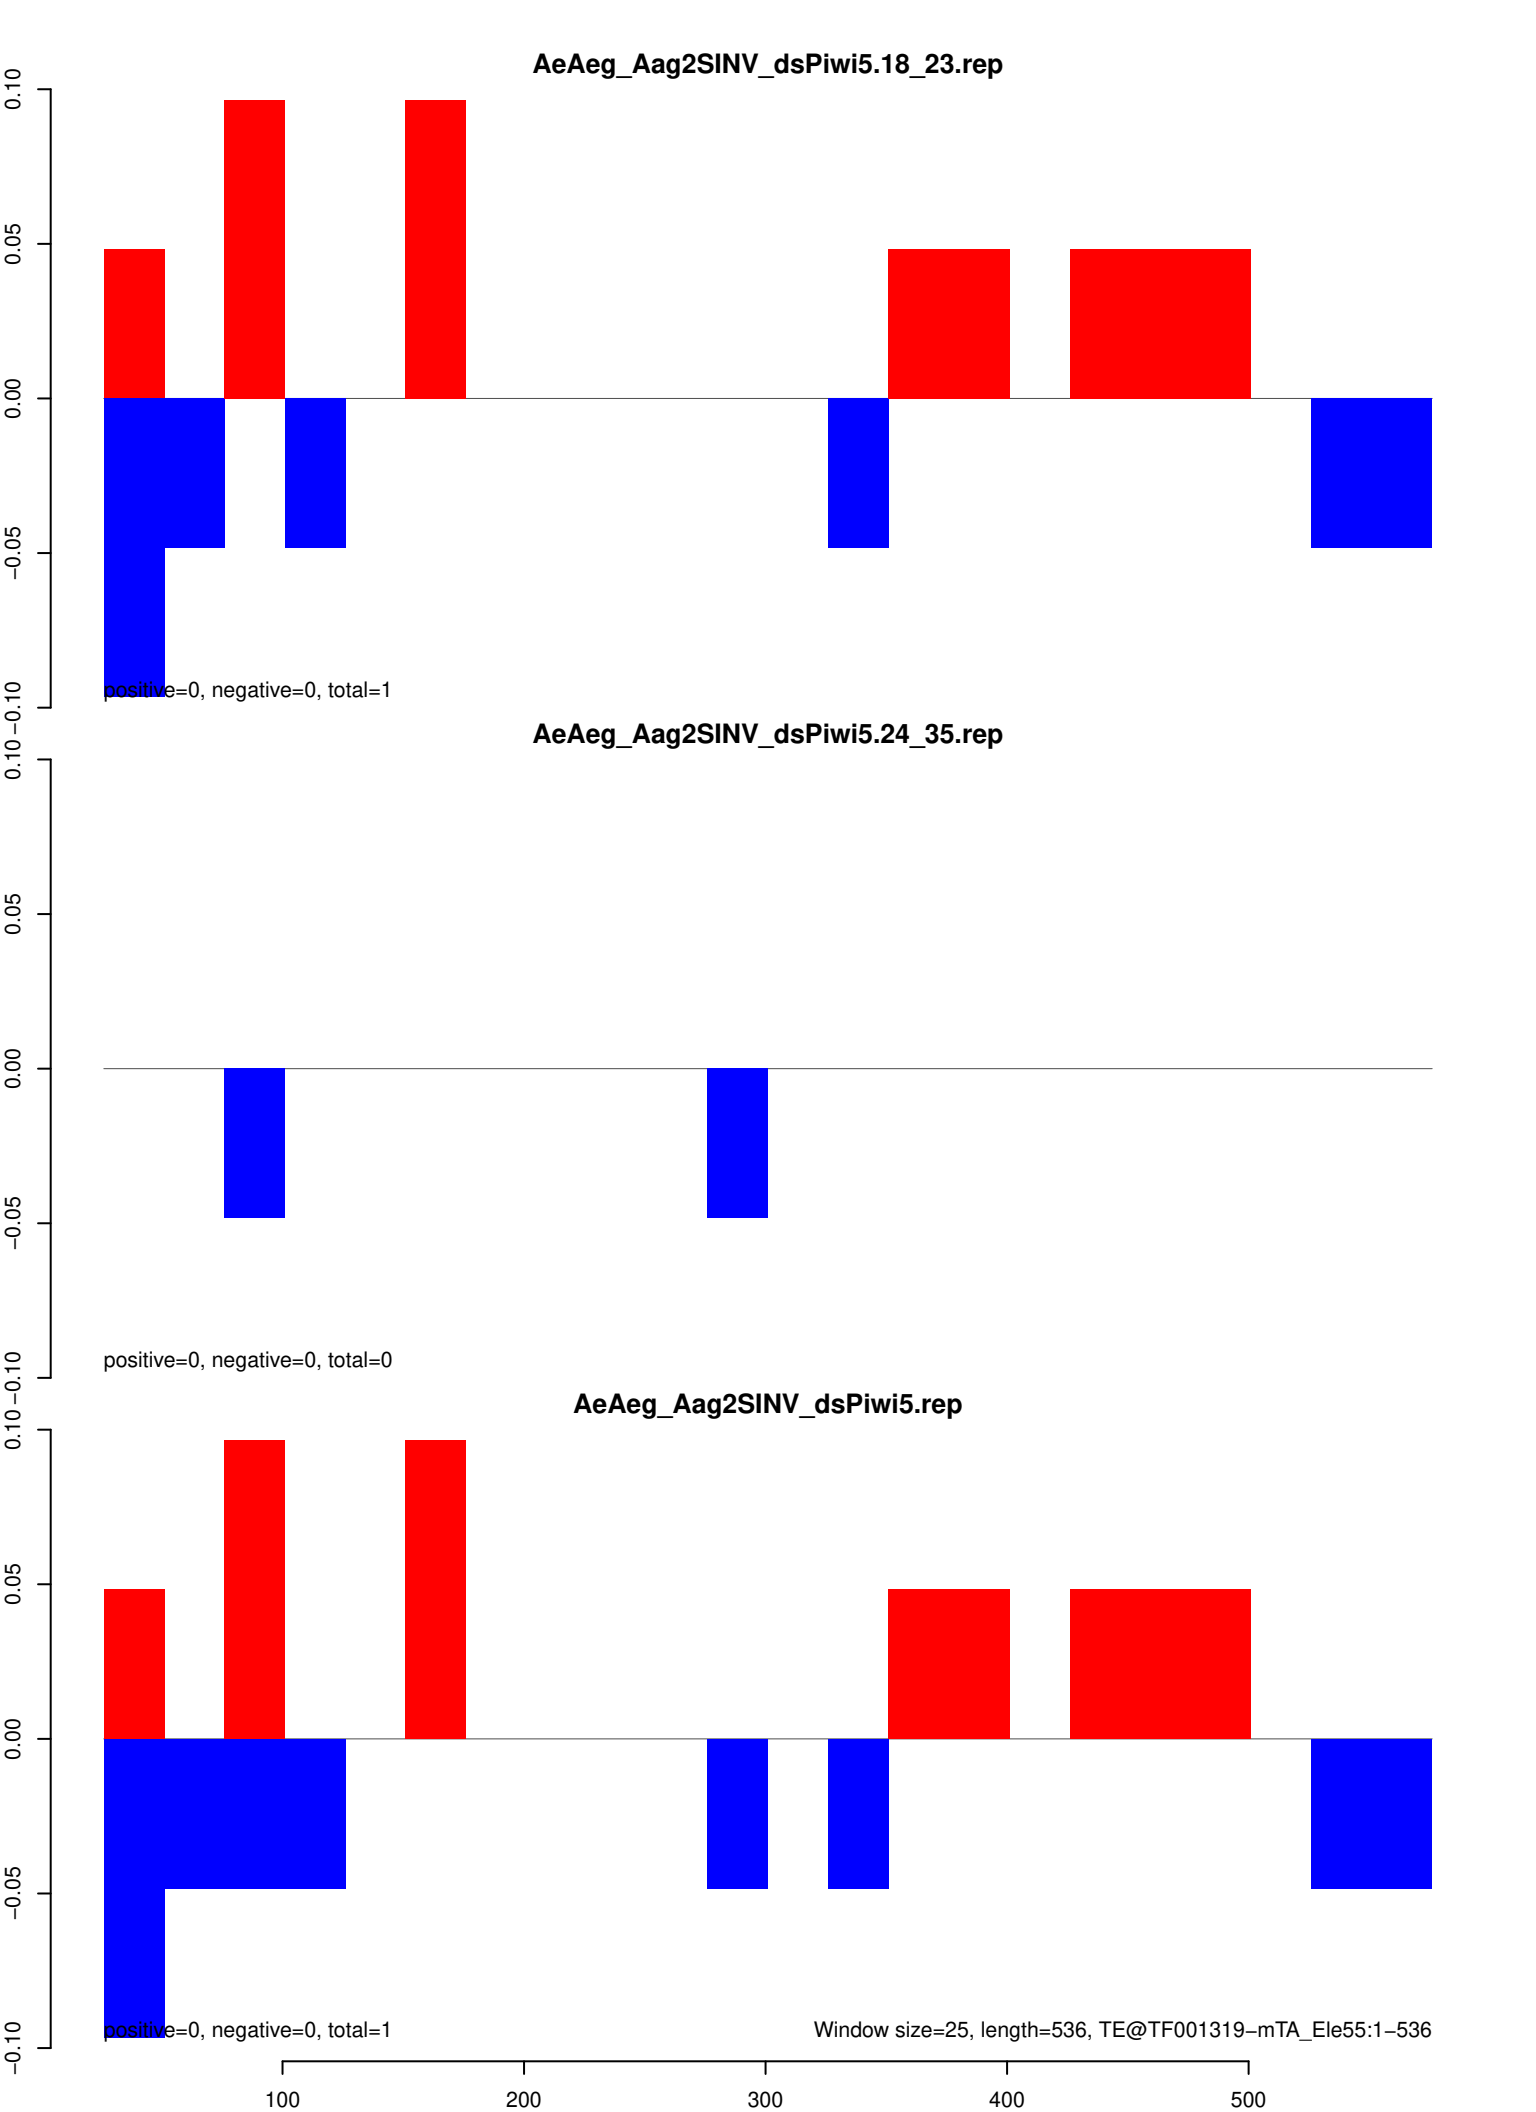 AeAeg_Aag2SINV_dsPiwi5.18_23.rep
0.10
0.05
0.00
−0.05
−0.10
positive=0, negative=0, total=1
AeAeg_Aag2SINV_dsPiwi5.24_35.rep
0.10
0.05
0.00
−0.05
−0.10
positive=0, negative=0, total=0
AeAeg_Aag2SINV_dsPiwi5.rep
0.10
0.05
0.00
−0.05
−0.10
positive=0, negative=0, total=1
Window size=25, length=536, TE@TF001319−mTA_Ele55:1−536
100 200 300 400 500